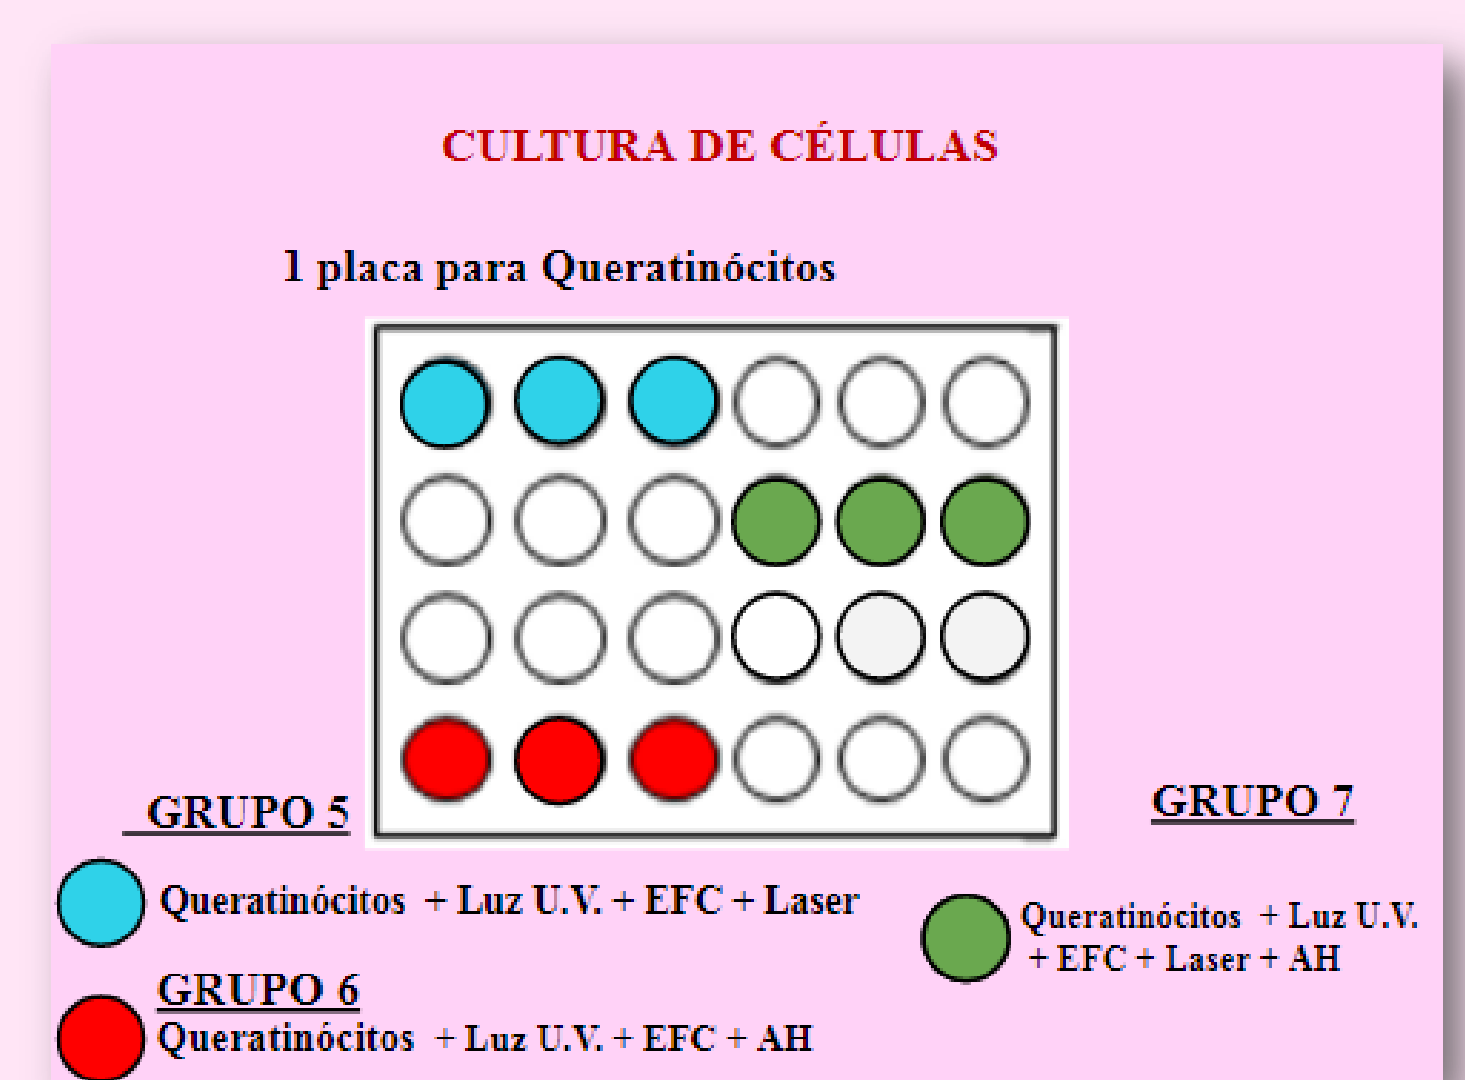 CULTURA DE CÉLULAS
1 placa para Queratinócitos
GRUPO 5
Queratinócitos + Luz U.V. + EFC + Laser
GRUPO 6
Queratinócitos + Luz U.V. + EFC + AH
GRUPO 7
Queratinócitos + Luz U.V.
+ EFC + Laser + AH